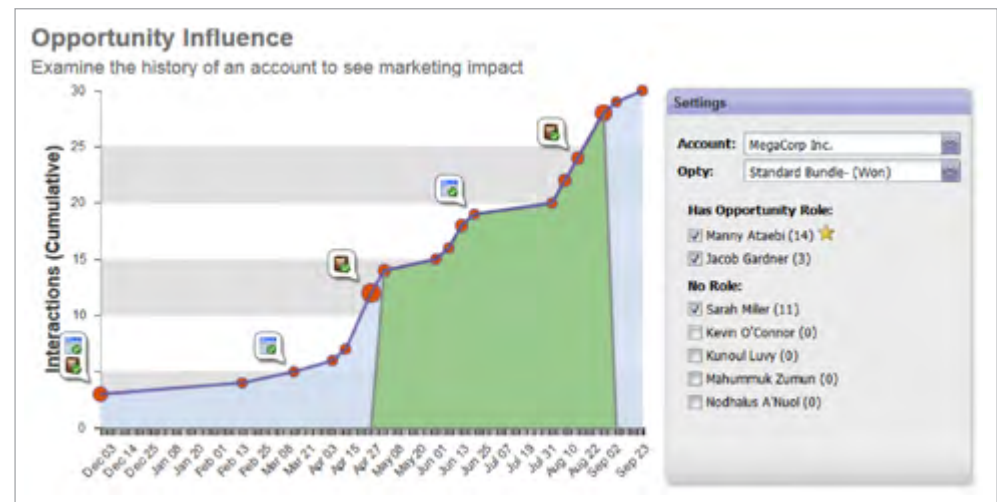 Opportunity Influence
Examine the history of an account to see marketing impact
Interactions (Cumulative)
30
25
20
15
10
5
0
Dec 03
Dec 14
Dec 25
Jan 08
Jan 20
Feb 01
Feb 13
Feb 25
Mar 08
Mar 21
Apr 03
Apr 15
Apr 27
May 08
May 20
Jun 01
Jun 13
Jun 25
Jul 07
Jul 19
Jul 31
Aug 10
Aug 22
Sep 02
Sep 23
Settings
Account: MegaCorp Inc.
Opty: Standard Bundle- (Won)
Has Opportunity Role:
Manny Ataebi (14)
Jacob Gardner (3)
No Role:
Sarah Miller (11)
Kevin O'Connor (0)
Kunoul Luvy (0)
Mahummuk Zumun (0)
Nodhalus A'Nuol (0)